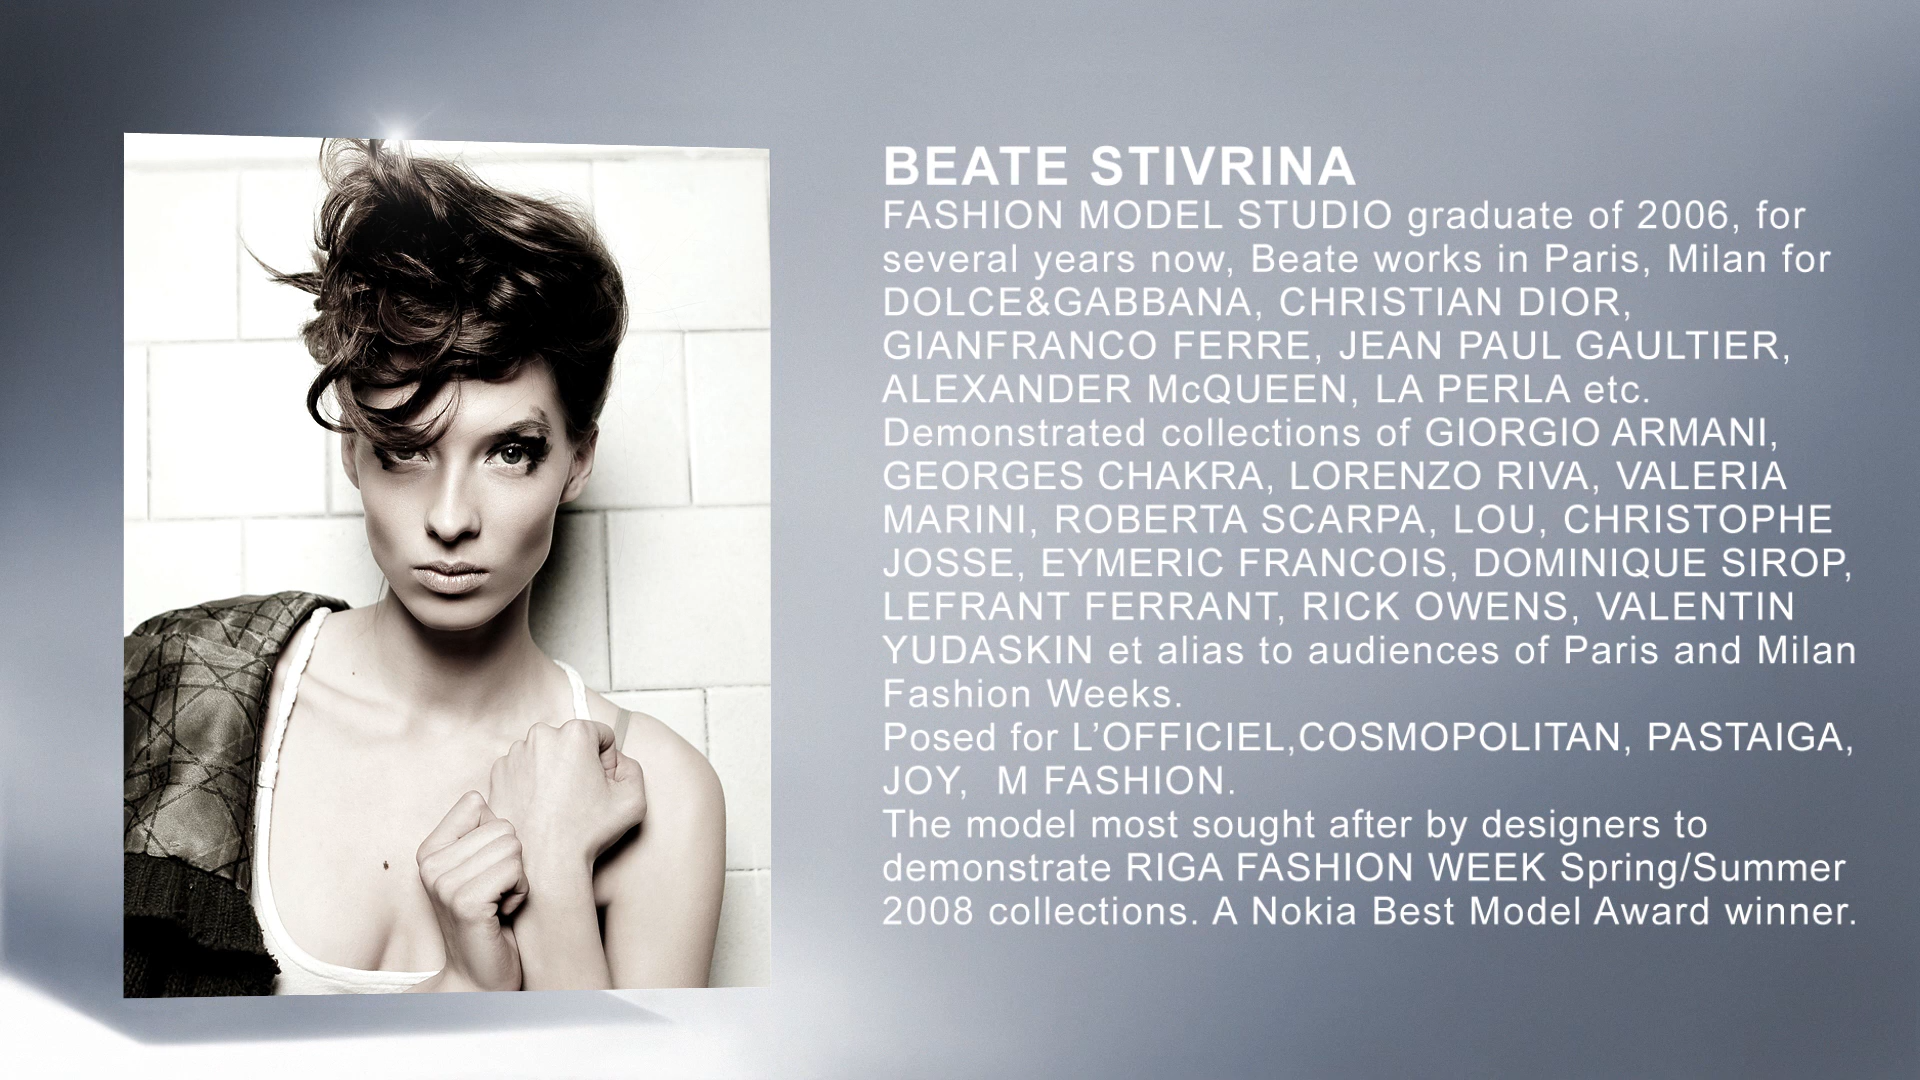 BEATE STIVRINA
FASHION MODEL STUDIO graduate of 2006, for
several years now, Beate works in Paris, Milan for
DOLCE&GABBANA, CHRISTIAN DIOR,
GIANFRANCO FERRE, JEAN PAUL GAULTIER,
ALEXANDER McQUEEN, LA PERLA etc.
Demonstrated collections of GIORGIO ARMANI,
GEORGES CHAKRA, LORENZO RIVA, VALERIA
MARINI, ROBERTA SCARPA, LOU, CHRISTOPHE
JOSSE, EYMERIC FRANCOIS, DOMINIQUE SIROP,
LEFRANT FERRANT, RICK OWENS, VALENTIN
YUDASKIN et alias to audiences of Paris and Milan
Fashion Weeks.
Posed for L’OFFICIEL,COSMOPOLITAN, PASTAIGA,
JOY,  M FASHION.
The model most sought after by designers to
demonstrate RIGA FASHION WEEK Spring/Summer
2008 collections. A Nokia Best Model Award winner.